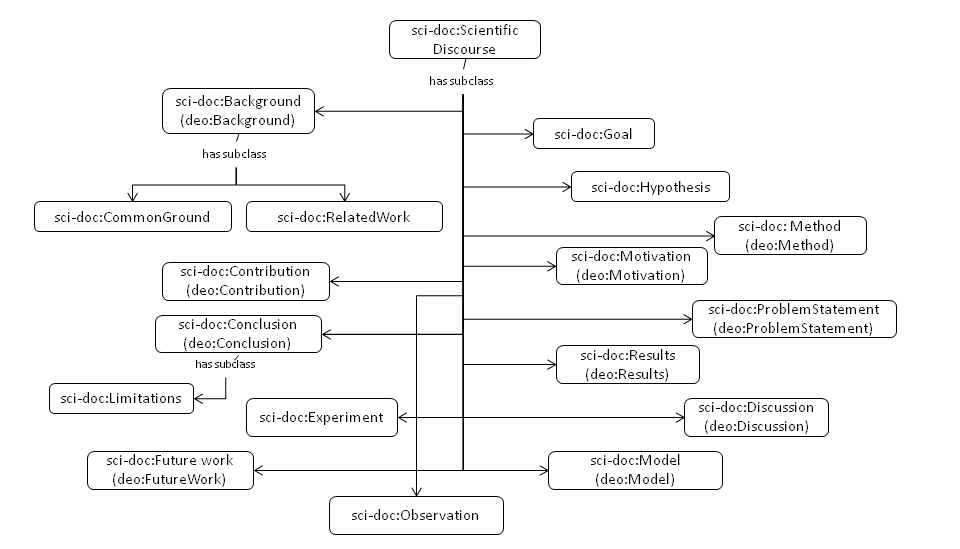 sci-doc:Scientific
Discourse
has subclass
sci-doc:Background
(deo:Background)
sci-doc:Goal
has subclass
sci-doc:Hypothesis
sci-doc:CommonGround
sci-doc:RelatedWork
sci-doc: Method
(deo:Method)
sci-doc:Motivation
(deo:Motivation)
sci-doc:Contribution
(deo:Contribution)
sci-doc:ProblemStatement
(deo:ProblemStatement)
sci-doc:Conclusion
(deo:Conclusion)
has subclass
sci-doc:Results
(deo:Results)
sci-doc:Limitations
sci-doc:Experiment
sci-doc:Discussion
(deo:Discussion)
sci-doc:Future work
(deo:FutureWork)
sci-doc:Model
(deo:Model)
sci-doc:Observation